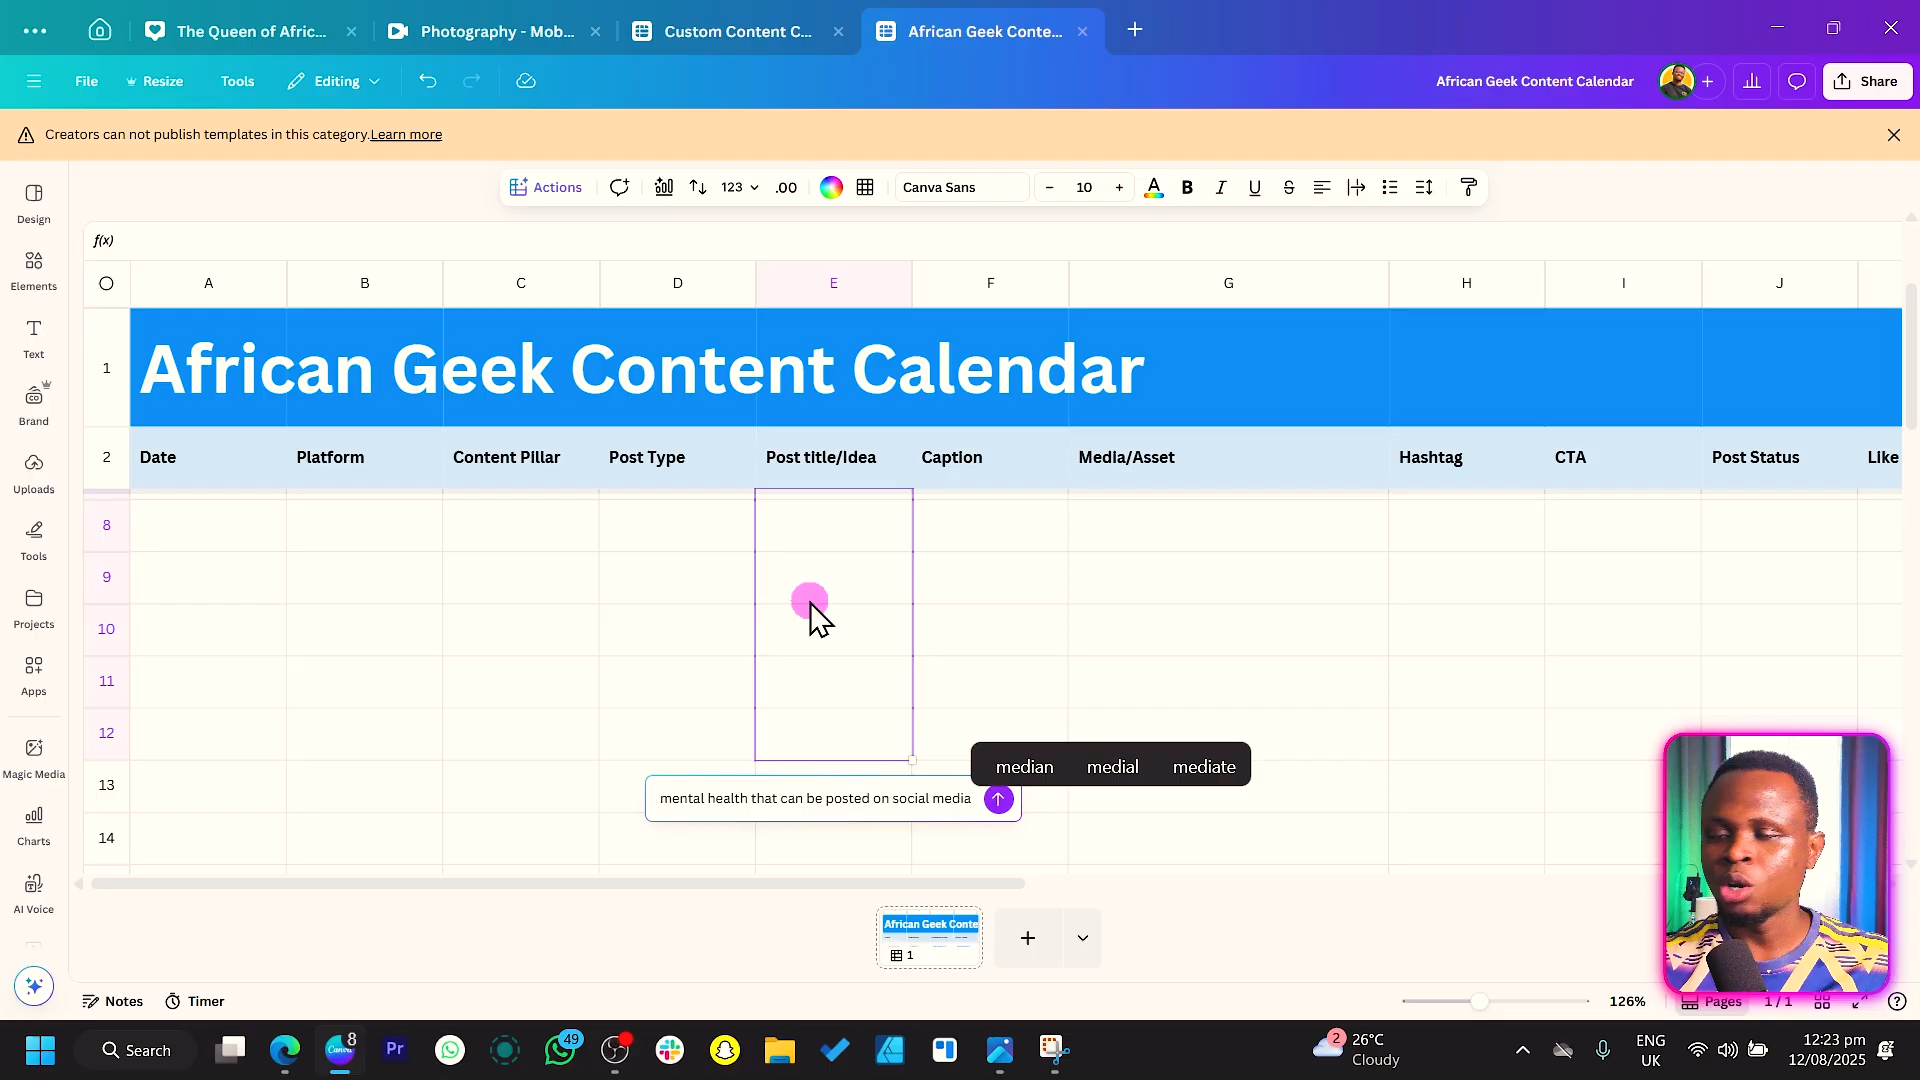 The Queen of Afric...
Photography - Mob...
Custom Content C...
African Geek Conte...
File
Resize
Tools
Editing
African Geek Content Calendar
Share
Creators can not publish templates in this category.Learn more
Actions
123
.00
Canva Sans
− 10 +
A B I U S
f(x)
A B C D E F G H I J
1
African Geek Content Calendar
2 Date Platform Content Pillar Post Type Post title/Idea Caption Media/Asset Hashtag CTA Post Status Like
8
9
10
11
12
13
14
median medial mediate
mental health that can be posted on social media
Design
Elements
Text
Brand
Uploads
Tools
Projects
Apps
Magic Media
Charts
AI Voice
African Geek Conte
1
Notes
Timer
126%
Pages
1 / 1
Search
8
Canva
Pr
49
2
26°C
Cloudy
ENG
UK
12:23 pm
12/08/2025